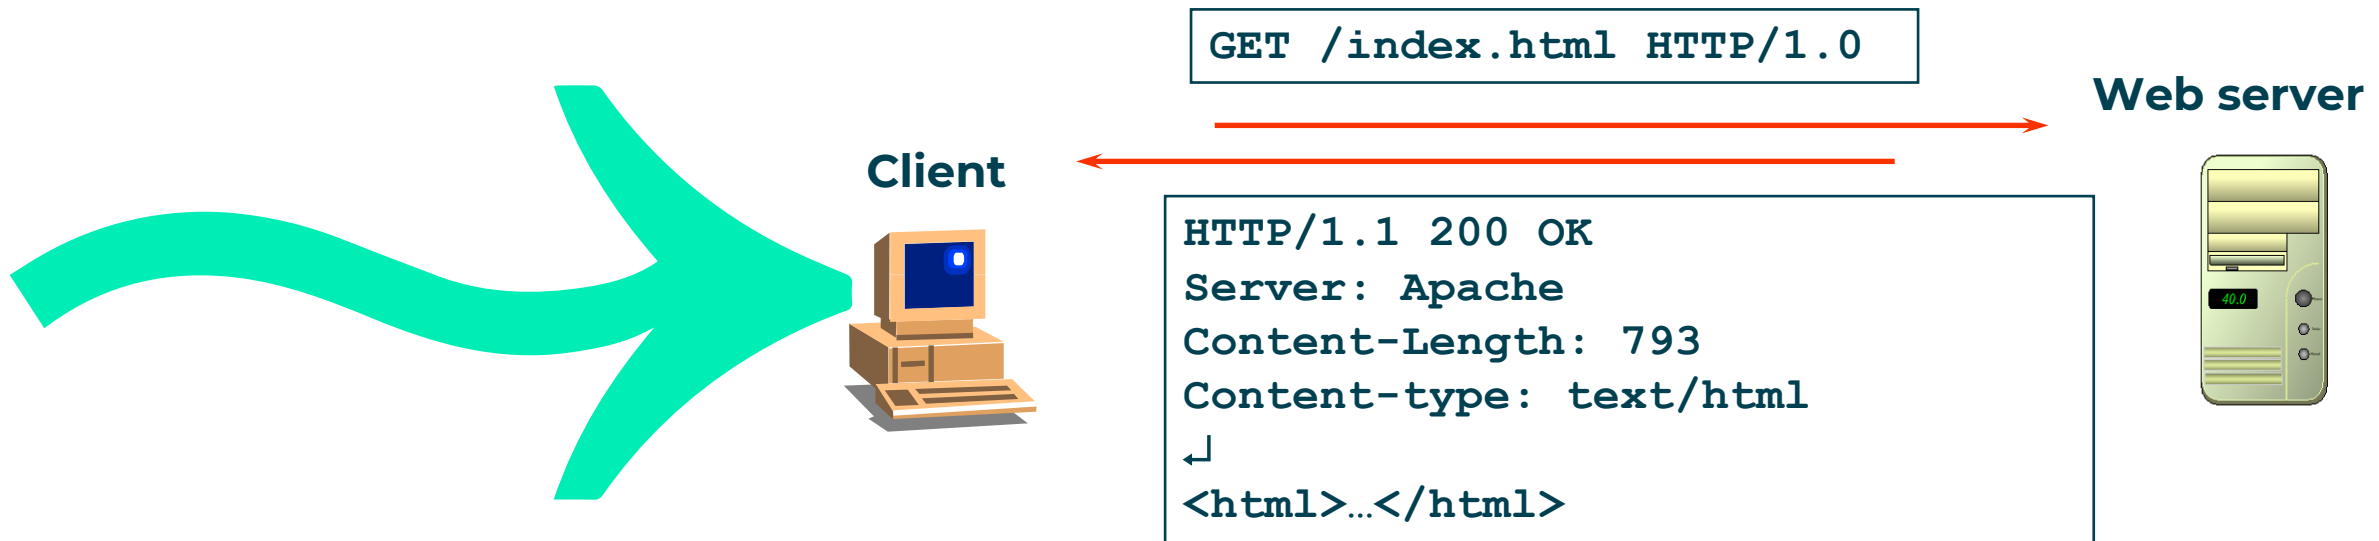 GET /index.html HTTP/1.0
Web server
Client
HTTP/1.1 200 OK
Server: Apache
Content-Length: 793
Content-type: text/html
↵
<html>…</html>
40.0